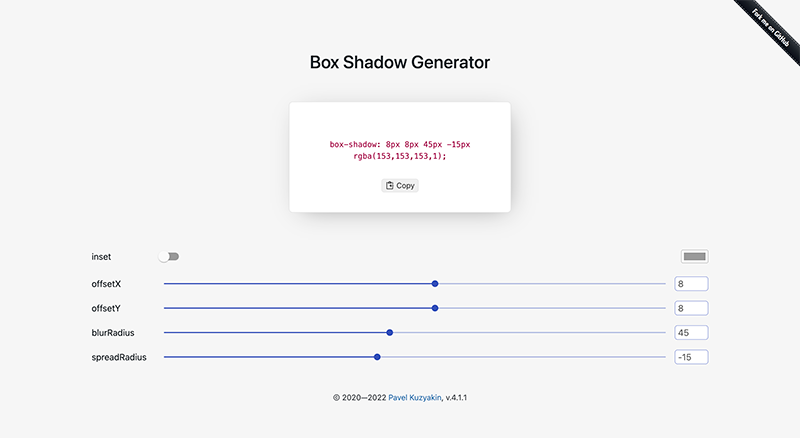 Fork me on GitHub
Box Shadow Generator
box-shadow: 8px 8px 45px -15px
rgba(153,153,153,1);
Copy
inset
offsetX 8
offsetY 8
blurRadius 45
spreadRadius -15
© 2020—2022 Pavel Kuzyakin, v.4.1.1